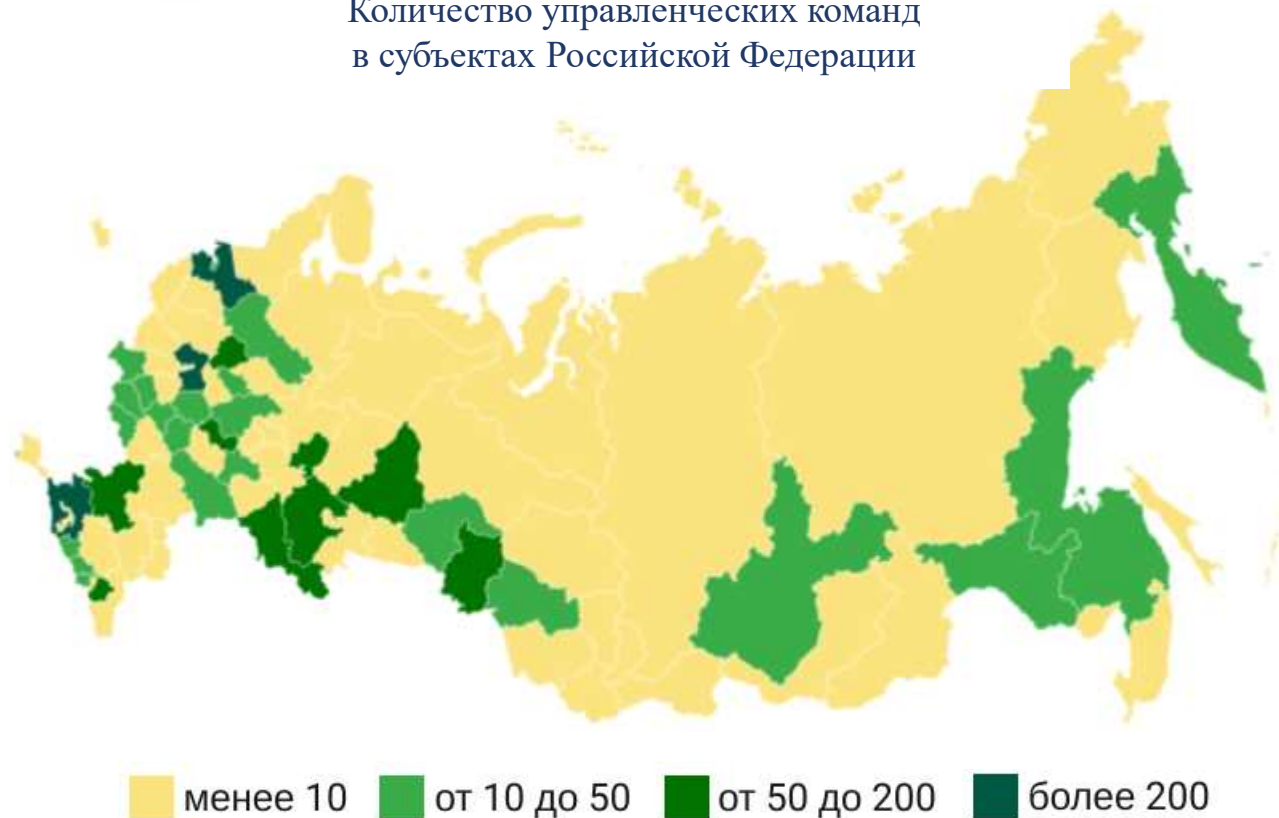 Количество управленческих команд
в субъектах Российской Федерации
менее 10
от 10 до 50
от 50 до 200
более 200